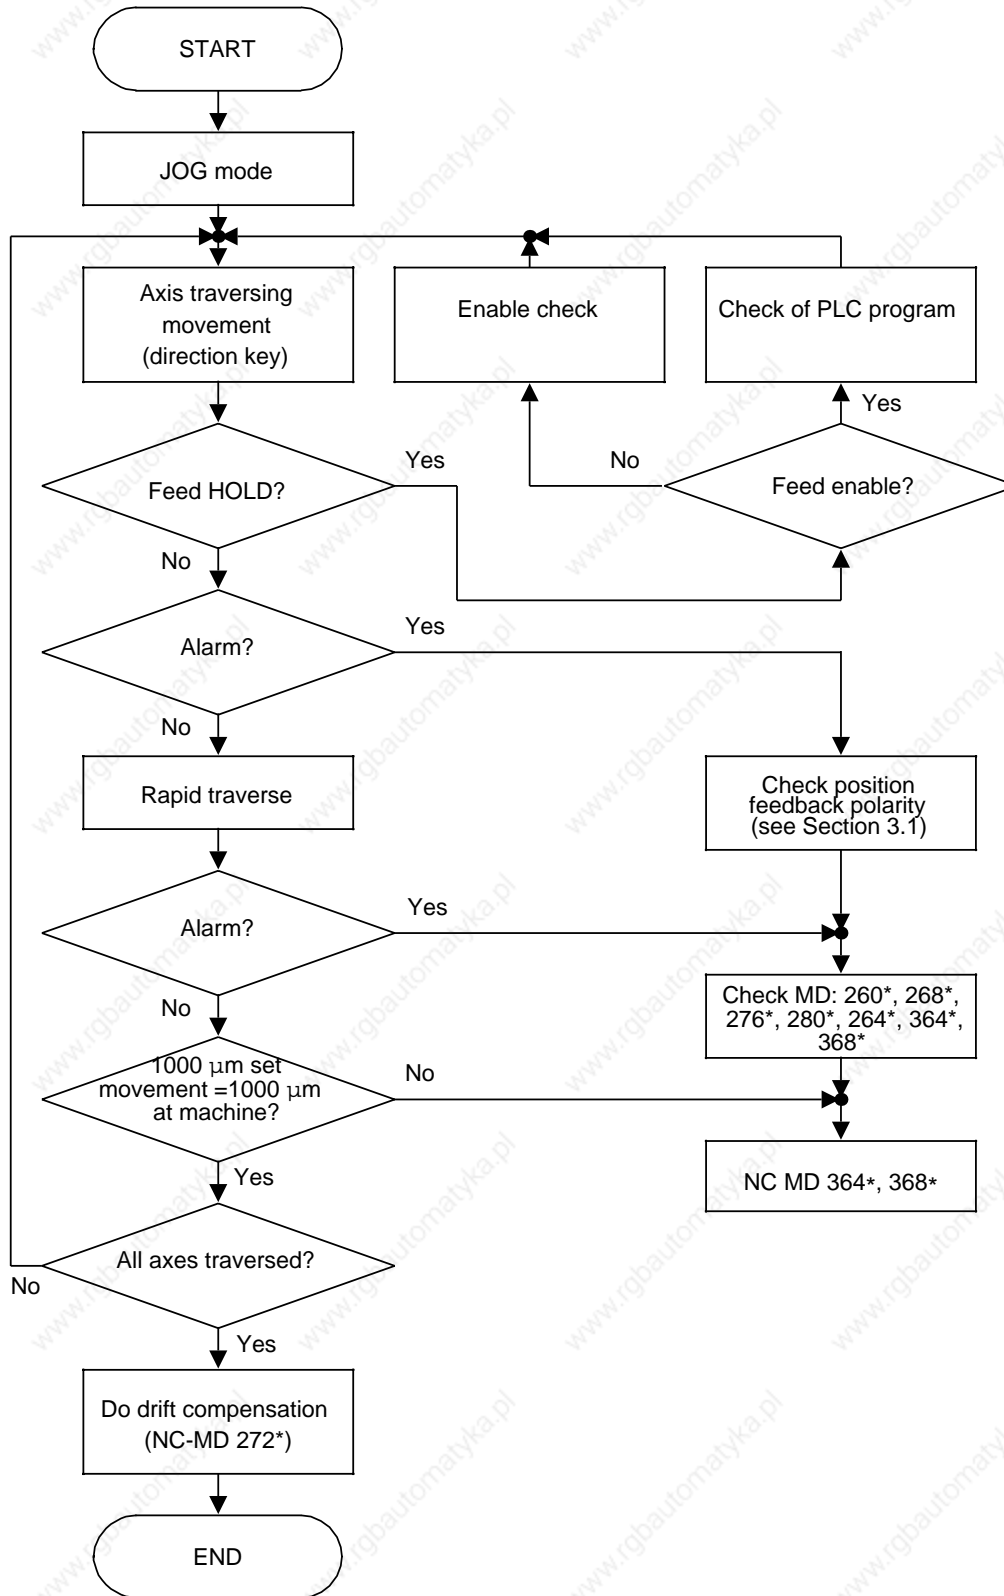 START
JOG mode
Axis traversing
movement
(direction key)
Enable check
Check of PLC program
Yes
Feed HOLD?
Yes
No
Feed enable?
No
Alarm?
Yes
No
Rapid traverse
Check position
feedback polarity
(see Section 3.1)
Alarm?
Yes
No
Check MD: 260*, 268*,
276*, 280*, 264*, 364*,
368*
1000 µm set
movement =1000 µm
at machine?
No
Yes
NC MD 364*, 368*
All axes traversed?
No
Yes
Do drift compensation
(NC-MD 272*)
END
www.rgbautomatyka.pl